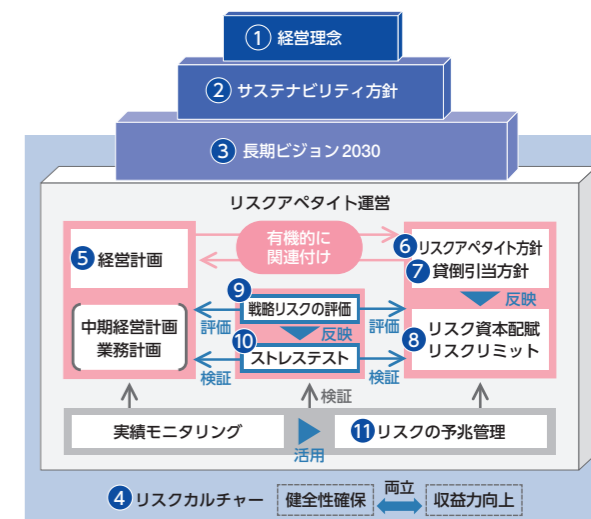 ① 経営理念
② サステナビリティ方針
③ 長期ビジョン2030
リスクアペタイト運営
⑤ 経営計画
有機的に
関連付け
⑥ リスクアペタイト方針
⑦ 貸倒引当方針
反映
中期経営計画
業務計画
⑨ 戦略リスクの評価
評価
反映
評価
⑩ ストレステスト
検証
検証
⑧ リスク資本配賦
リスクリミット
検証
実績モニタリング
活用
⑪ リスクの予兆管理
④ リスクカルチャー
健全性確保
両立
収益力向上